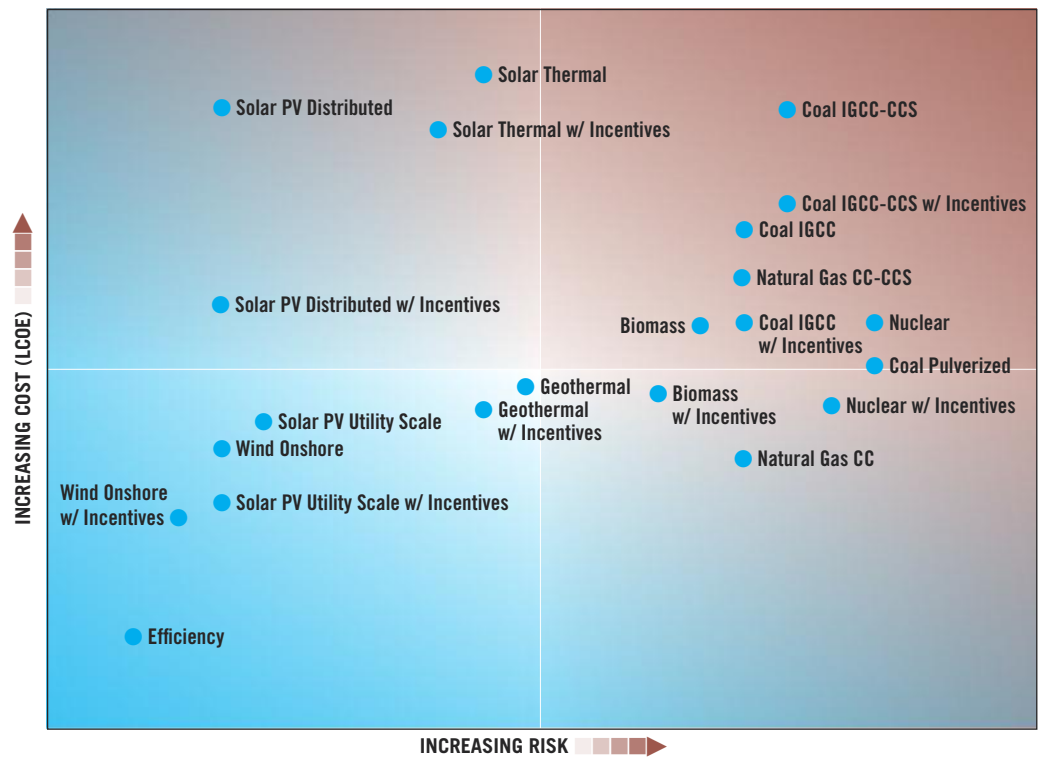 Solar Thermal
Solar PV Distributed
Coal IGCC-CCS
Solar Thermal w/ Incentives
Coal IGCC-CCS w/ Incentives
Coal IGCC
Natural Gas CC-CCS
Solar PV Distributed w/ Incentives
Biomass
Coal IGCC
w/ Incentives
Nuclear
Coal Pulverized
Geothermal
Biomass
w/ Incentives
Geothermal
w/ Incentives
Nuclear w/ Incentives
Solar PV Utility Scale
Wind Onshore
Natural Gas CC
Wind Onshore
w/ Incentives
Solar PV Utility Scale w/ Incentives
Efficiency
INCREASING COST (LCOE)
INCREASING RISK